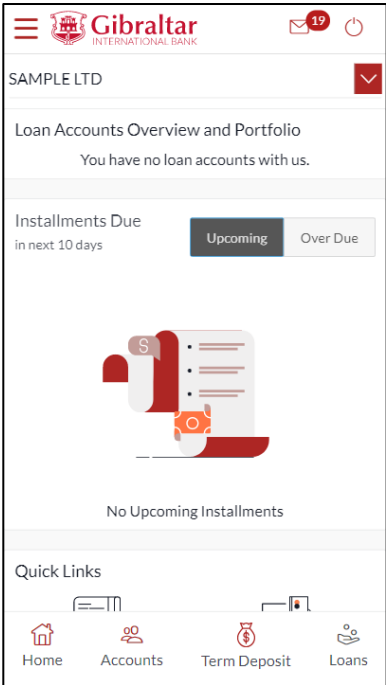 Gibraltar
INTERNATIONAL BANK
19
SAMPLE LTD
Loan Accounts Overview and Portfolio
You have no loan accounts with us.
Installments Due
in next 10 days
Upcoming
Over Due
S
No Upcoming Installments
Quick Links
$
Home
Accounts
Term Deposit
Loans